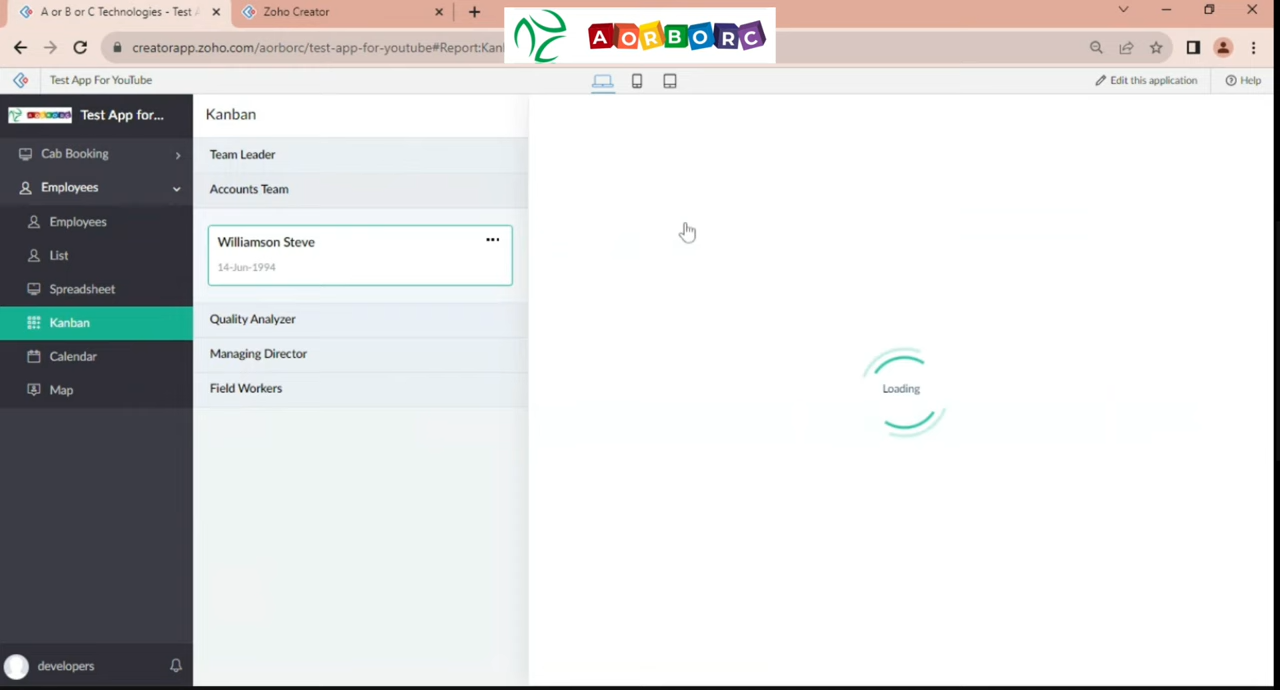 A or B or C Technologies - Test A
Zoho Creator
creatorapp.zoho.com/aorborc/test-app-for-youtube#Report:Kan
AORBORC
Test App For YouTube
Edit this application
Help
Test App for...
Cab Booking
Employees
Employees
List
Spreadsheet
Kanban
Calendar
Map
developers
Kanban
Team Leader
Accounts Team
Williamson Steve
14-Jun-1994
Quality Analyzer
Managing Director
Field Workers
Loading